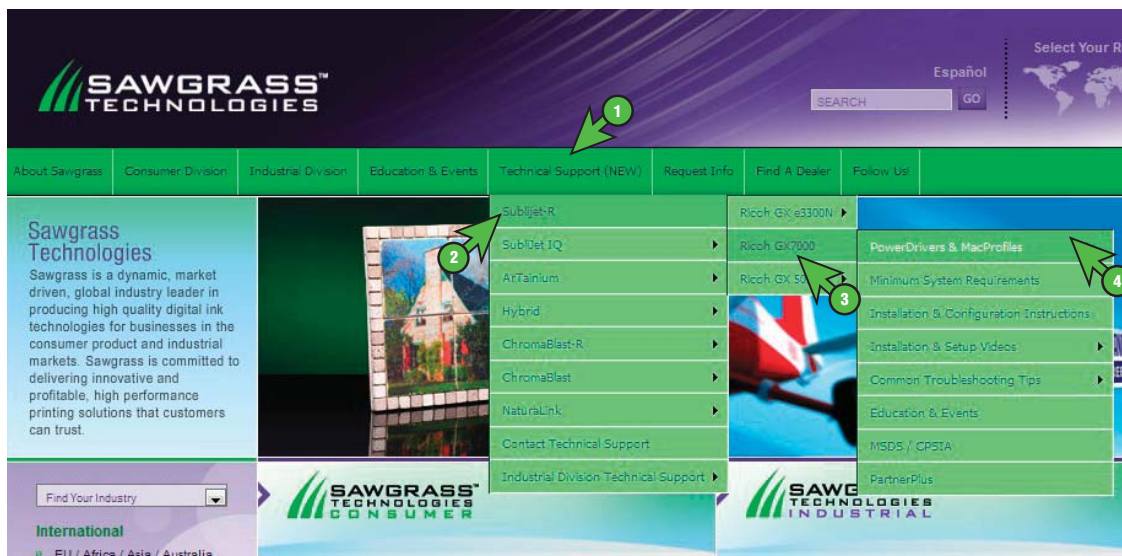 Select Your R
SAWGRASS™
TECHNOLOGIES
Español
SEARCH
GO
1
About Sawgrass
Consumer Division
Industrial Division
Education & Events
Technical Support (NEW)
Request Info
Find A Dealer
Follow Us!
Sawgrass
Technologies
Sawgrass is a dynamic, market
driven, global industry leader in
producing high quality digital ink
technologies for businesses in the
consumer product and industrial
markets. Sawgrass is committed to
delivering innovative and
profitable, high performance
printing solutions that customers
can trust.
Sublijet-R
2
SubliJet IQ
ArTainium
Hybrid
ChromaBlast-R
ChromaBlast
NaturaLink
Contact Technical Support
Industrial Division Technical Support
Ricoh GX e3300N
Ricoh GX7000
Ricoh GX 50
3
PowerDrivers & MacProfiles
4
Minimum System Requirements
Installation & Configuration Instructions
Installation & Setup Videos
Common Troubleshooting Tips
Education & Events
MSDS / CPSIA
PartnerPlus
Find Your Industry
International
EU / Africa / Asia / Australia
SAWGRASS™
TECHNOLOGIES
CONSUMER
SAWG
TECHNOLOGIES
INDUSTRIAL